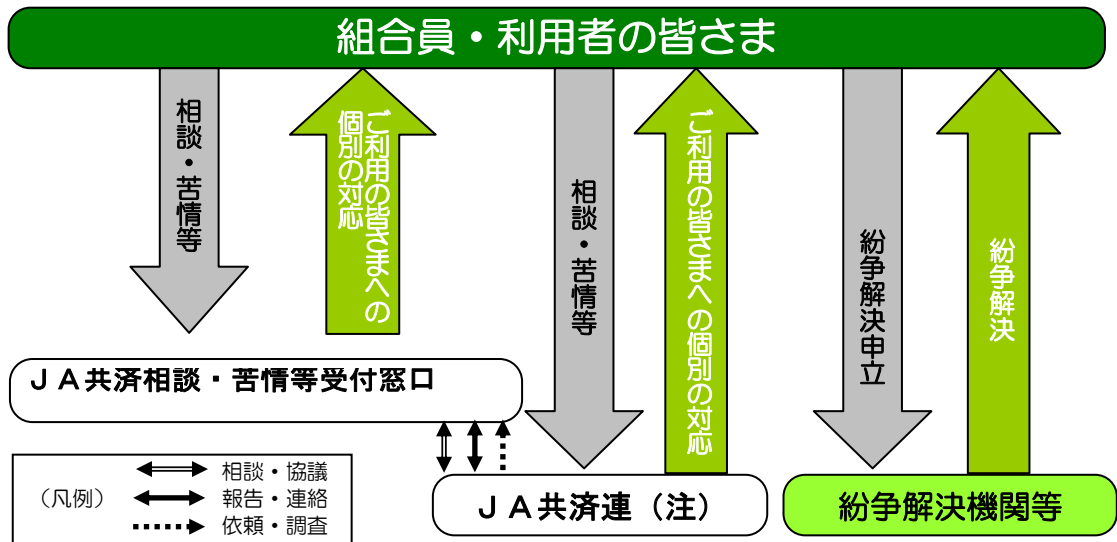 組合員・利用者の皆さま
相談・苦情等
ご利用の皆さまへの
個別の対応
相談・苦情等
ご利用の皆さまへの個別の対応
紛争解決申立
紛争解決
ＪＡ共済相談・苦情等受付窓口
（凡例）
相談・協議
報告・連絡
依頼・調査
ＪＡ共済連（注）
紛争解決機関等